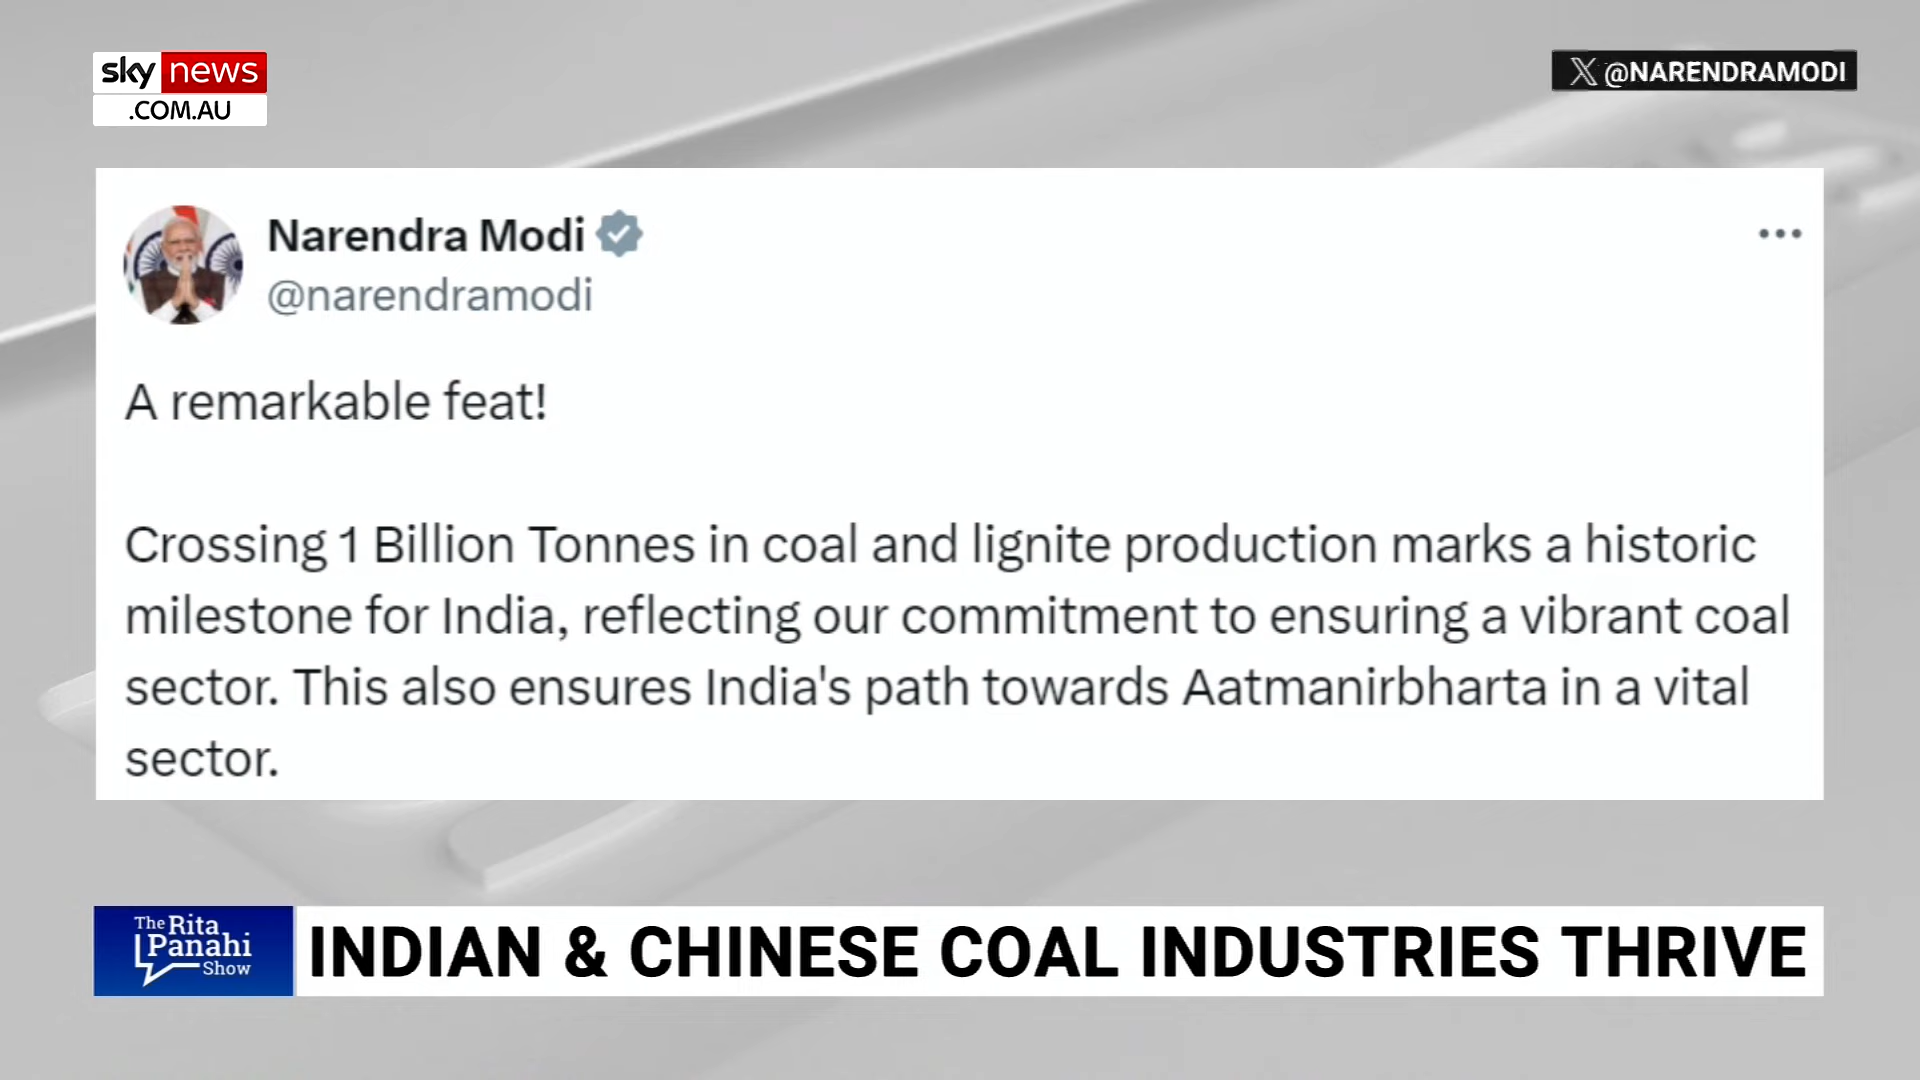 sky news
.COM.AU
X @NARENDRAMODI
Narendra Modi
@narendramodi
A remarkable feat!
Crossing 1 Billion Tonnes in coal and lignite production marks a historic
milestone for India, reflecting our commitment to ensuring a vibrant coal
sector. This also ensures India's path towards Aatmanirbharta in a vital
sector.
The Rita
Panahi
Show
INDIAN & CHINESE COAL INDUSTRIES THRIVE